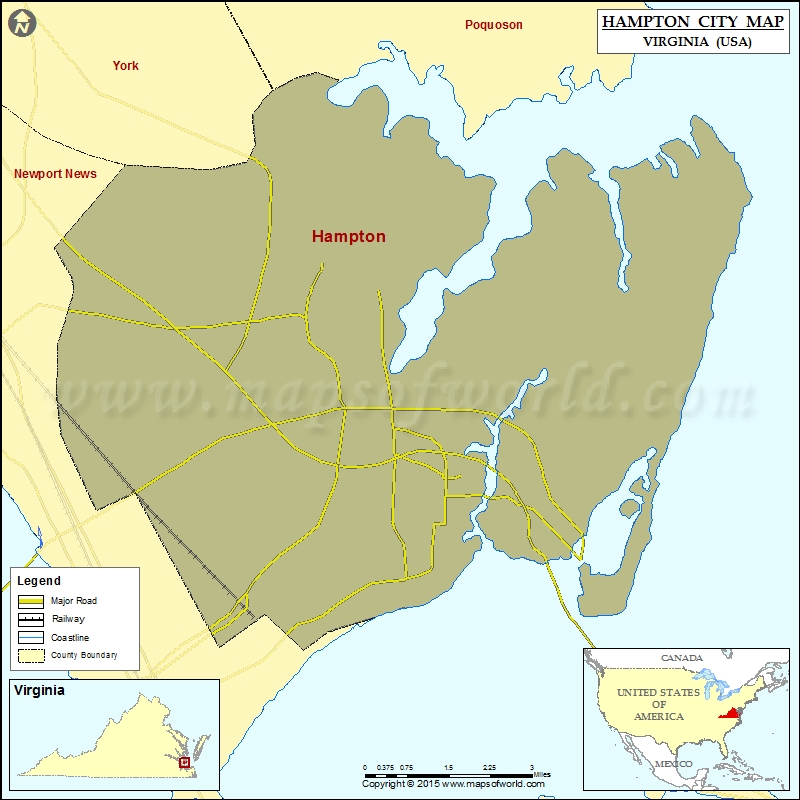 N
HAMPTON CITY MAP
VIRGINIA (USA)
Poquoson
York
Newport News
Hampton
www.mapsofworld.com
Legend
Major Road
Railway
Coastline
County Boundary
Virginia
CANADA
UNITED STATES
OF
AMERICA
MEXICO
0 0.375 0.75 1.5 2.25 3
Miles
Copyright © 2015 www.mapsofworld.com